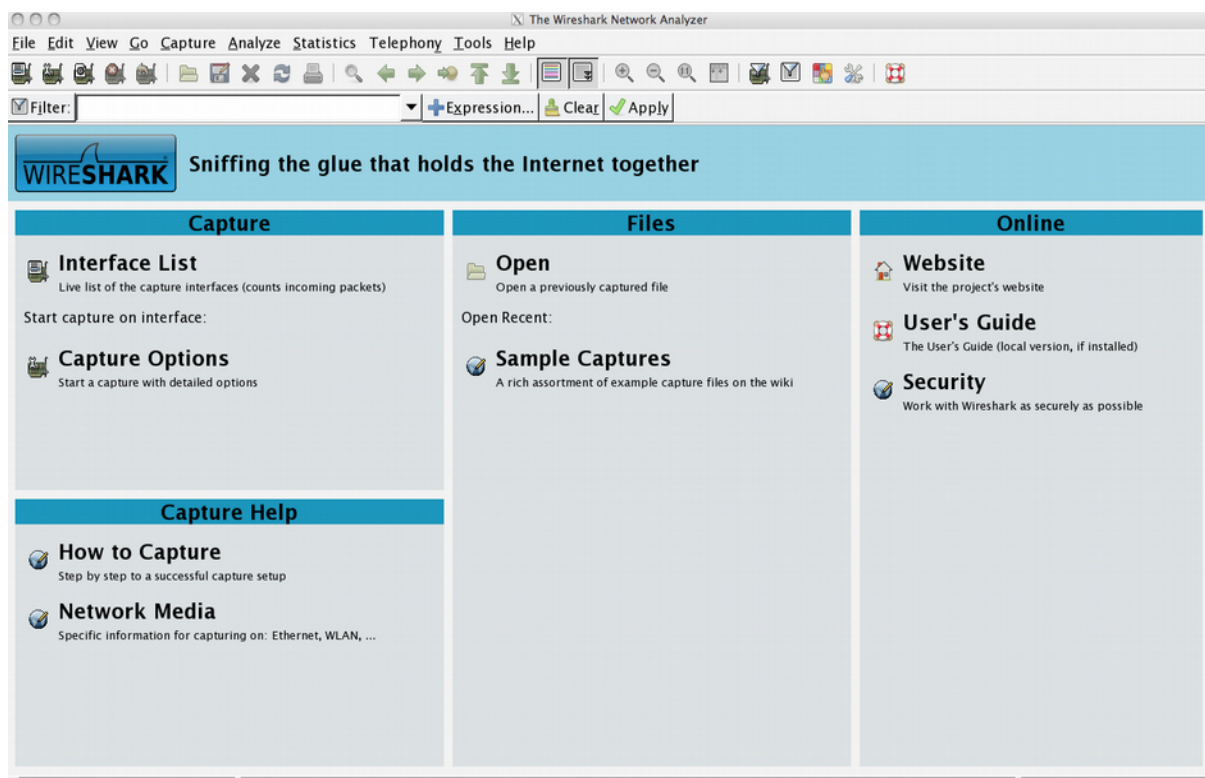 The Wireshark Network Analyzer
File Edit View Go Capture Analyze Statistics Telephony Tools Help
Filter: Expression... Clear Apply
WIRESHARK Sniffing the glue that holds the Internet together
Capture
Interface List
Live list of the capture interfaces (counts incoming packets)
Start capture on interface:
Capture Options
Start a capture with detailed options
Capture Help
How to Capture
Step by step to a successful capture setup
Network Media
Specific information for capturing on: Ethernet, WLAN, ...
Files
Open
Open a previously captured file
Open Recent:
Sample Captures
A rich assortment of example capture files on the wiki
Online
Website
Visit the project's website
User's Guide
The User's Guide (local version, if installed)
Security
Work with Wireshark as securely as possible